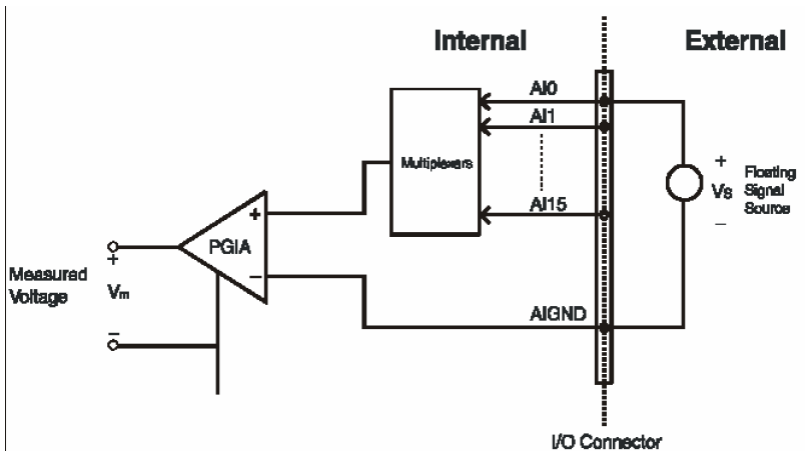 Internal
External
AI0
AI1
Multiplexers
AI15
+
Vs
−
Floating
Signal
Source
+
PGIA
−
Measured
Voltage
+
Vm
−
AIGND
I/O Connector